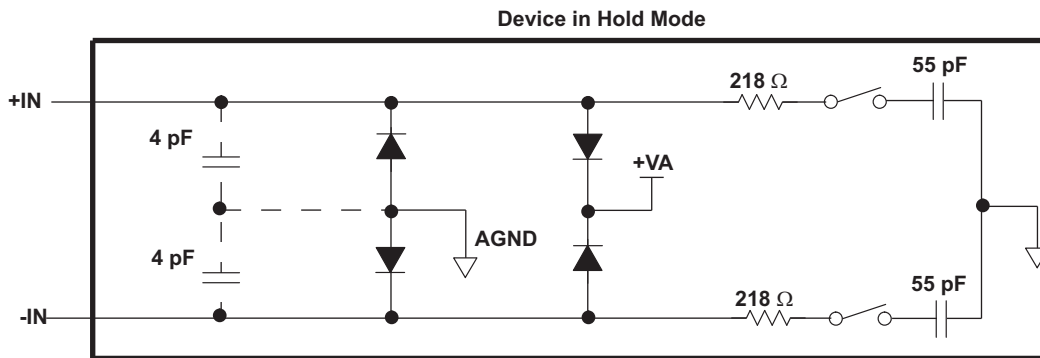 Device in Hold Mode
55 pF
218 Ω
+IN
4 pF
+VA
AGND
4 pF
55 pF
218 Ω
-IN